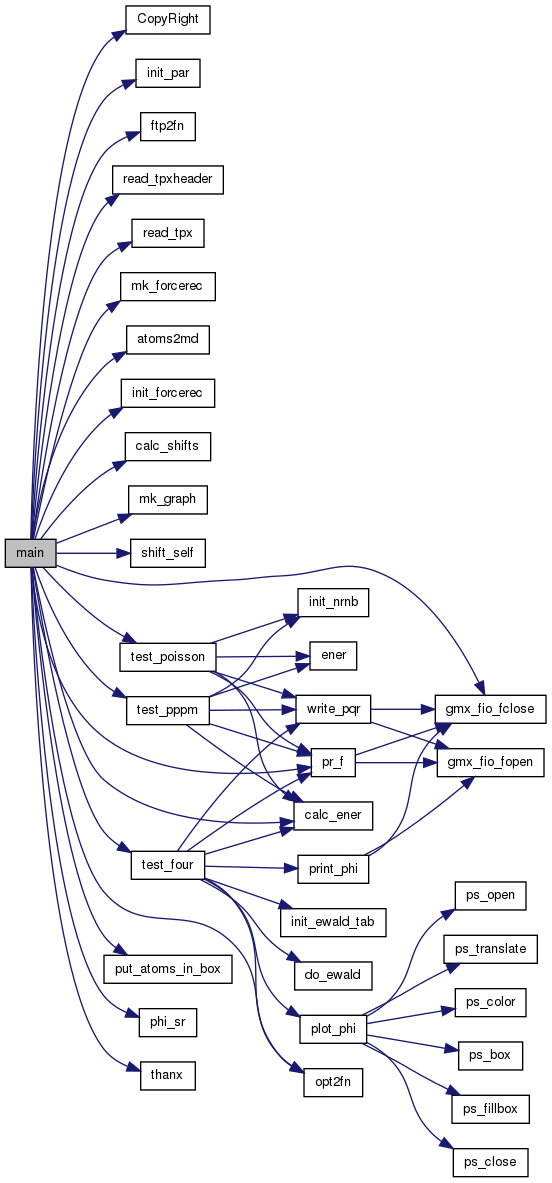 CopyRight
init_par
ftp2fn
read_tpxheader
read_tpx
mk_forcerec
atoms2md
init_forcerec
calc_shifts
mk_graph
main
shift_self
init_nrnb
test_poisson
ener
test_pppm
write_pqr
gmx_fio_fclose
pr_f
gmx_fio_fopen
calc_ener
test_four
print_phi
ps_open
init_ewald_tab
ps_translate
put_atoms_in_box
do_ewald
ps_color
phi_sr
plot_phi
ps_box
thanx
opt2fn
ps_fillbox
ps_close